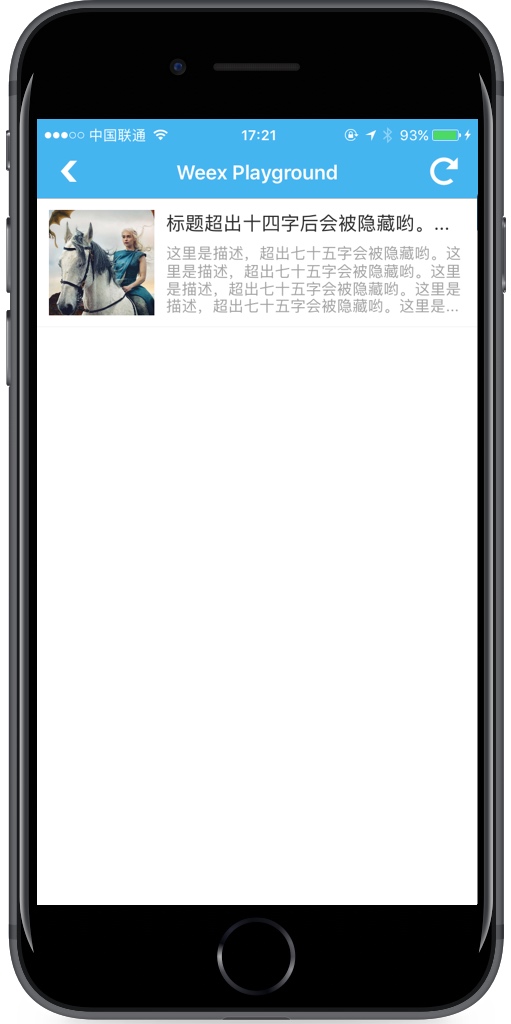 中国联通 17:21 93%
Weex Playground
标题超出十四字后会被隐藏哟。...
这里是描述，超出七十五字会被隐藏哟。这
里是描述，超出七十五字会被隐藏哟。这里
是描述，超出七十五字会被隐藏哟。这里是
描述，超出七十五字会被隐藏哟。这里是...